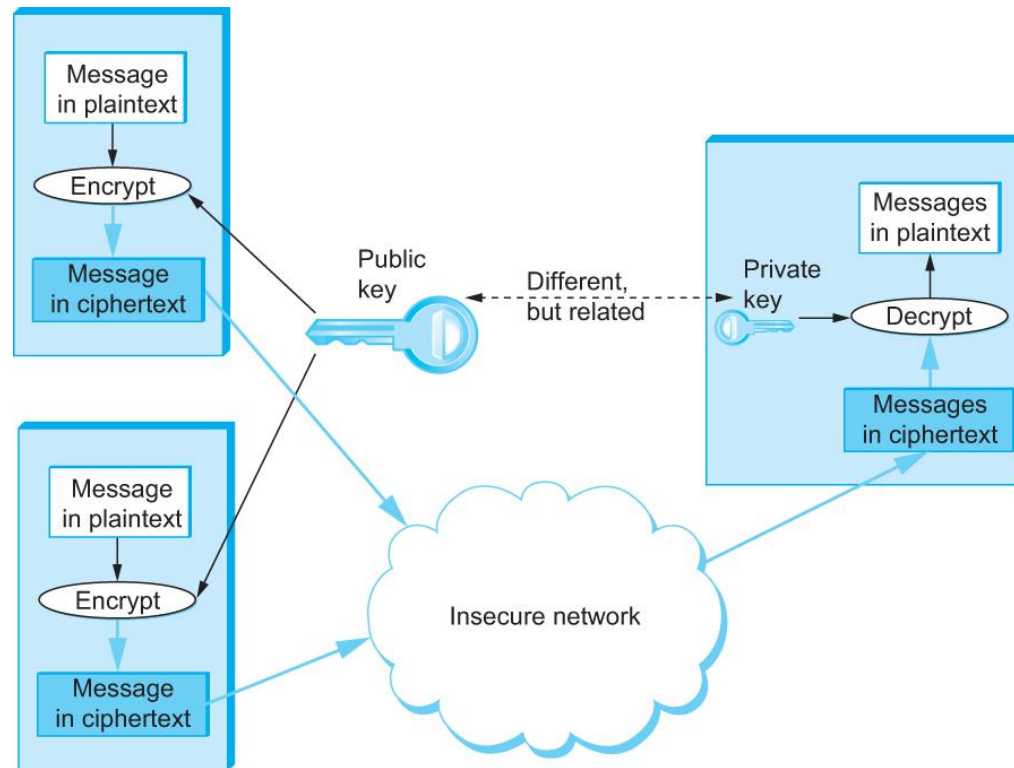 Message
in plaintext
Encrypt
Message
in ciphertext
Public
key
Different,
but related
Private
key
Messages
in plaintext
Decrypt
Messages
in ciphertext
Message
in plaintext
Encrypt
Message
in ciphertext
Insecure network